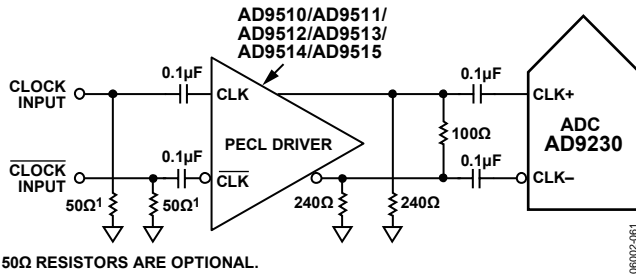 AD9510/AD9511/
AD9512/AD9513/
AD9514/AD9515
CLOCK
INPUT
0.1µF
CLK
PECL DRIVER
0.1µF
CLK+
ADC
AD9230
100Ω
CLOCK
INPUT
0.1µF
CLK
0.1µF
CLK–
50Ω¹
50Ω¹
240Ω
240Ω
50Ω RESISTORS ARE OPTIONAL.
06002-061